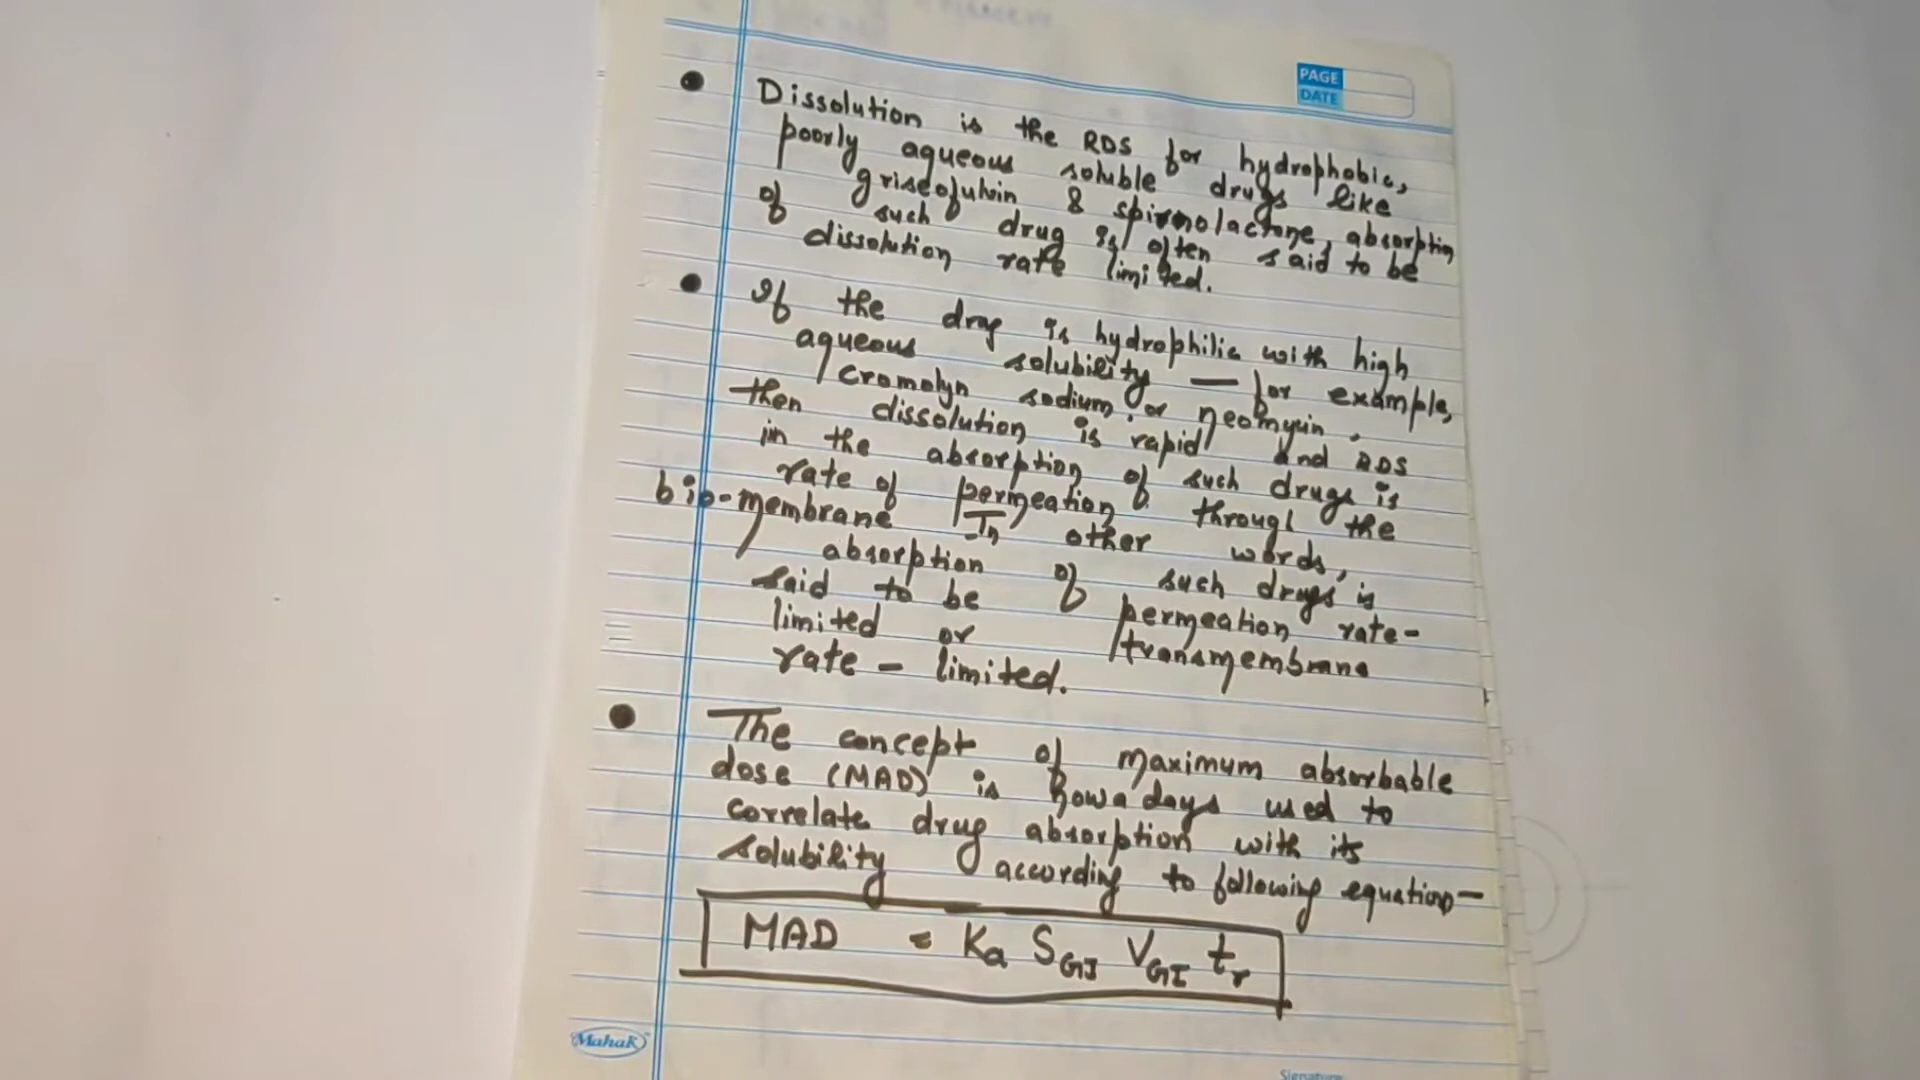 PAGE
DATE
Dissolution is the RDS for hydrophobic,
poorly aqueous soluble drugs like
griseofulvin & spironolactone, absorption
of such drug is often said to be
dissolution rate limited.
If the drug is hydrophilic with high
aqueous solubility — for example,
cromolyn sodium or neomycin,
then dissolution is rapid and RDS
in the absorption of such drugs is
rate of permeation through the
bio-membrane In other words,
absorption of such drugs is
said to be permeation rate-
limited or transmembrane
rate - limited.
The concept of maximum absorbable
dose (MAD) is nowadays used to
correlate drug absorption with its
solubility according to following equation—
MAD = Ka SGI VGI tr
Mahak
Signature